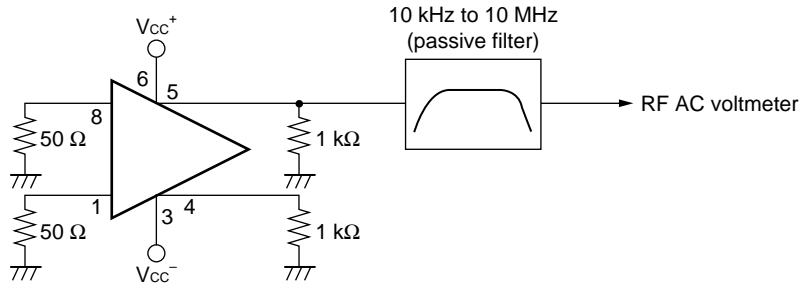 10 kHz to 10 MHz
(passive filter)
VCC+
6
5
8
RF AC voltmeter
50 Ω
1 kΩ
1
4
3
50 Ω
1 kΩ
VCC−